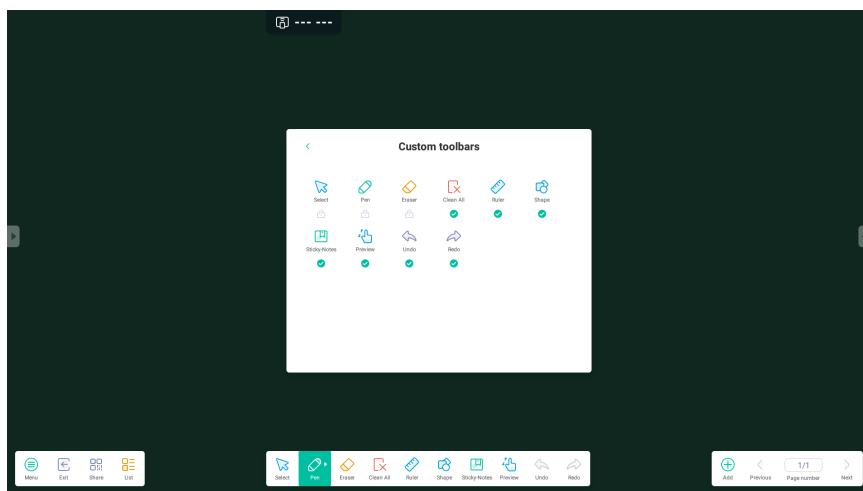 --- ---
Custom toolbars
Select Pen Eraser Clean All Ruler Shape
Sticky-Notes Preview Undo Redo
Menu Exit Share List Select Pen Eraser Clean All Ruler Shape Sticky-Notes Preview Undo Redo Add Previous 1/1 Page number Next